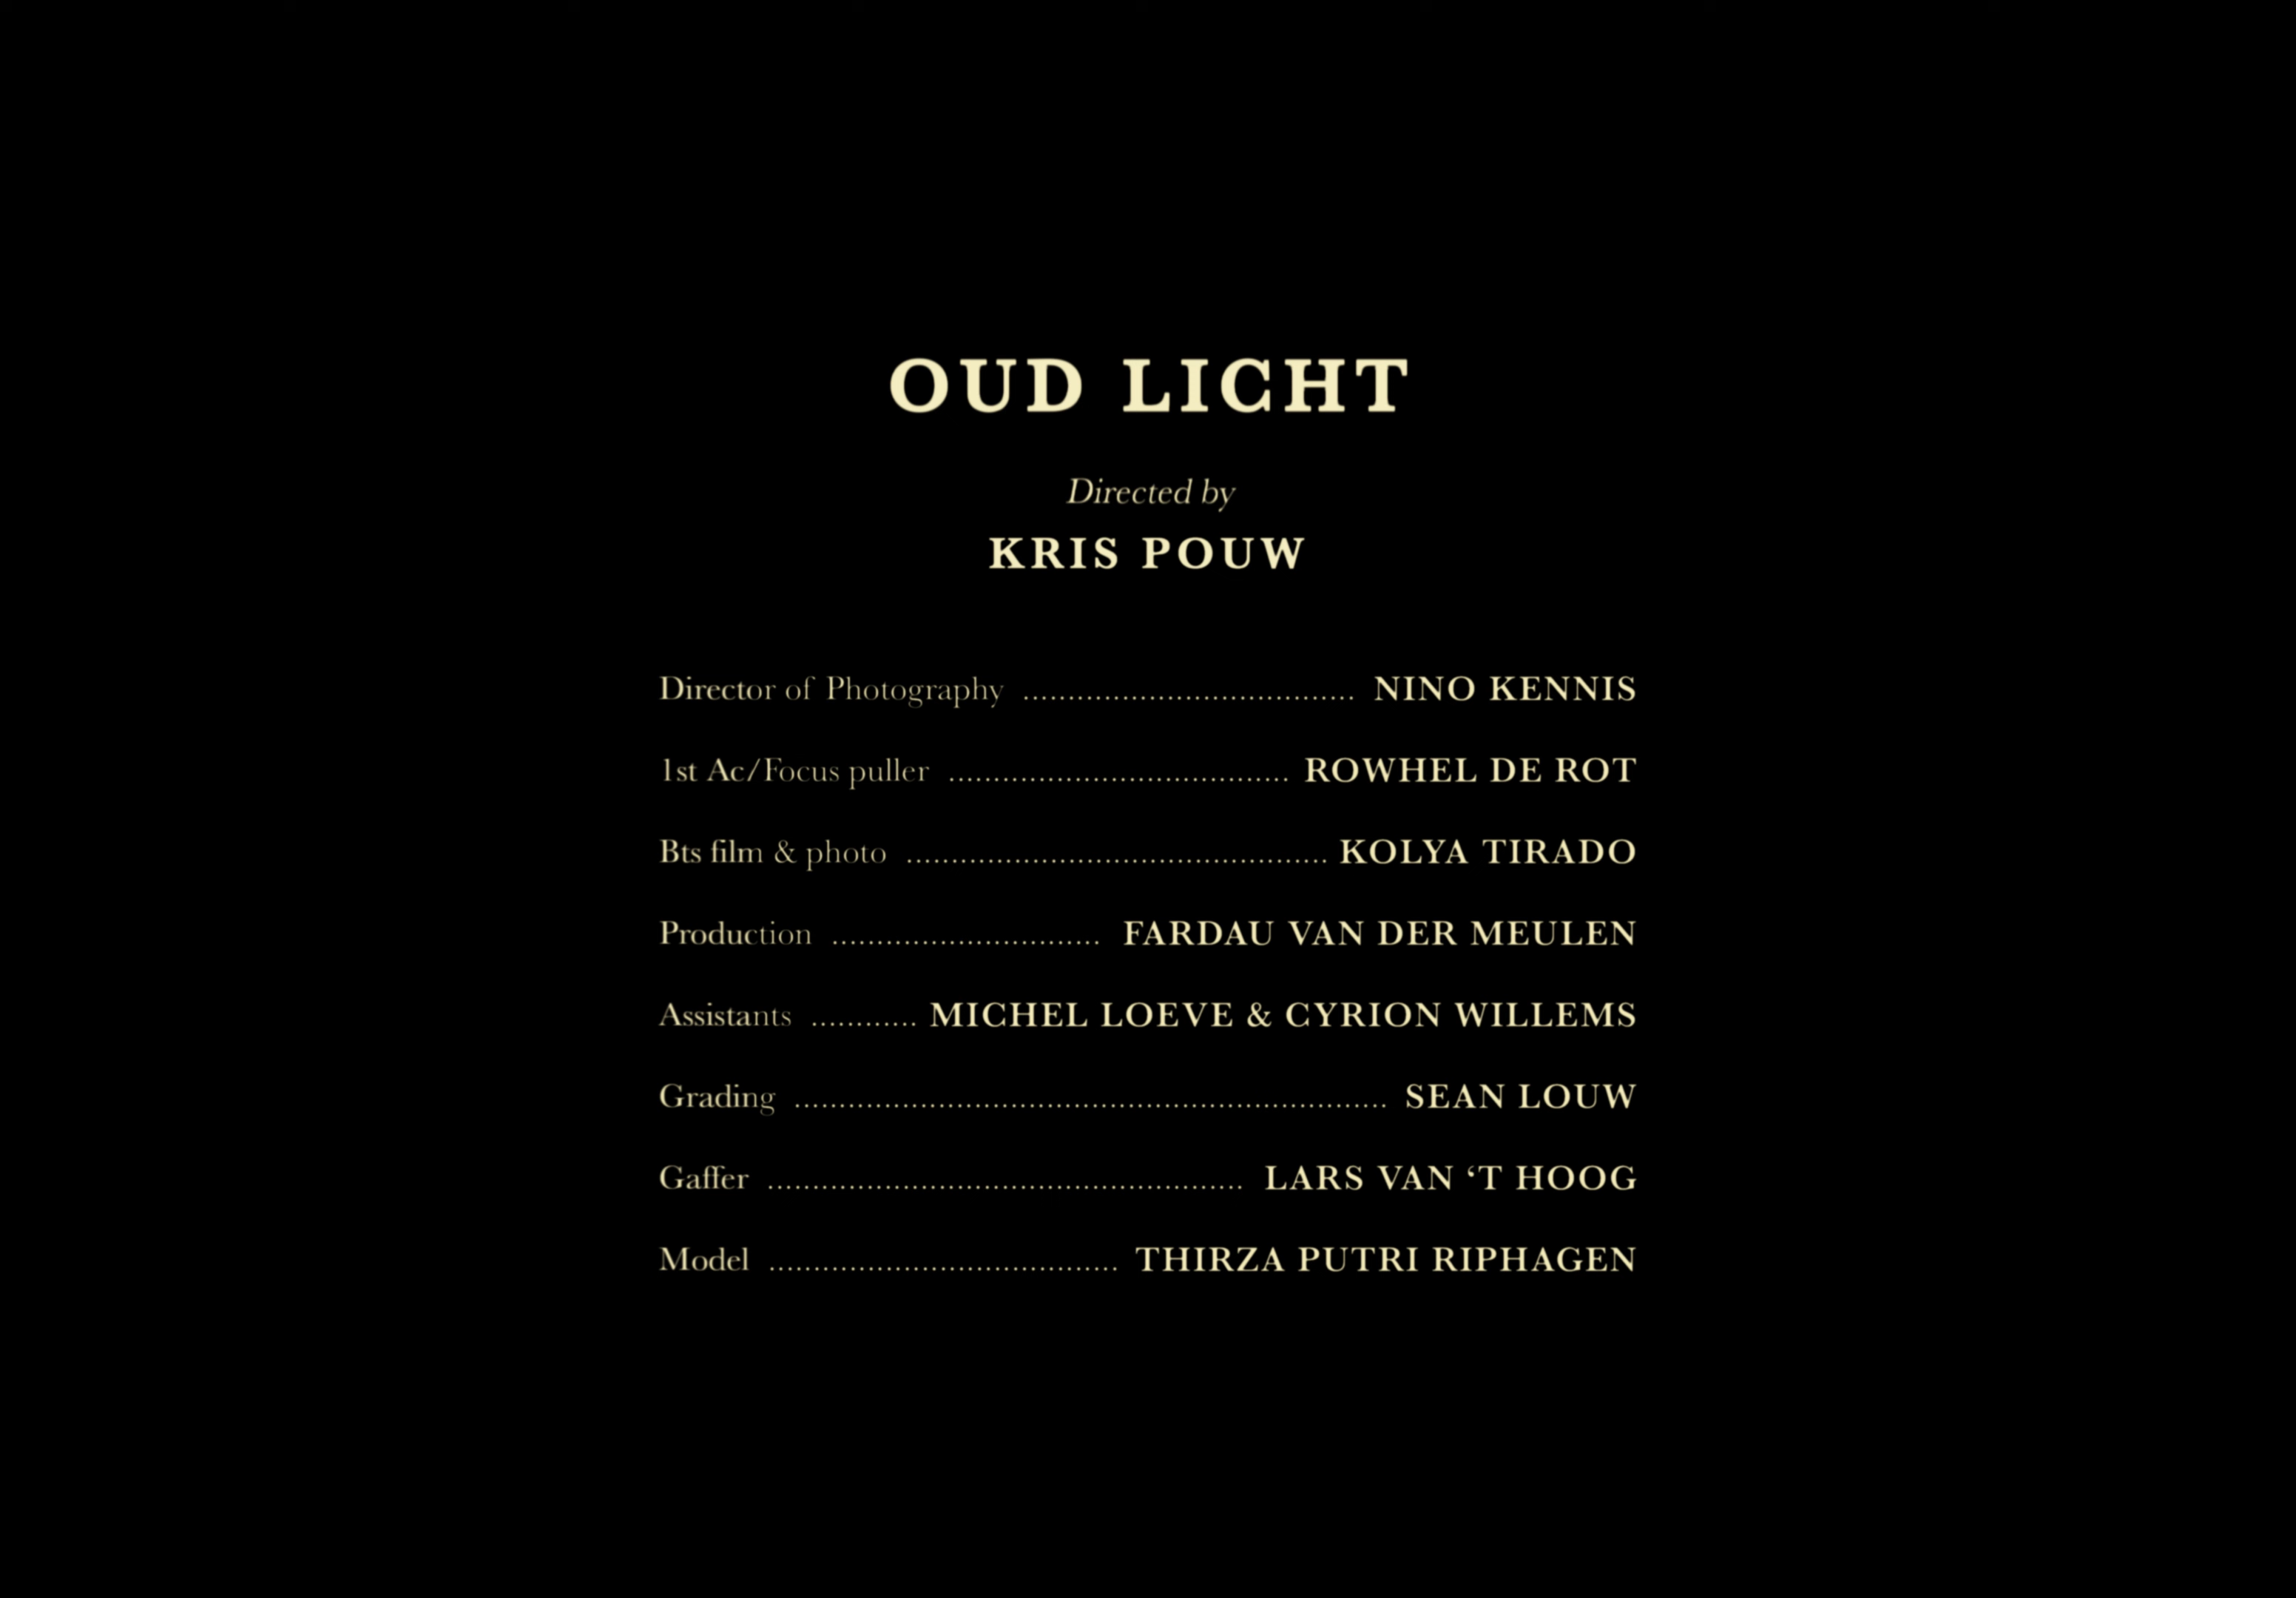 OUD LICHT
Directed by
KRIS POUW
Director of Photography ..................................... NINO KENNIS
1st Ac/Focus puller ...................................... ROWHEL DE ROT
Bts film & photo ............................................... KOLYA TIRADO
Production .............................. FARDAU VAN DER MEULEN
Assistants ............ MICHEL LOEVE & CYRION WILLEMS
Grading .................................................................. SEAN LOUW
Gaffer ..................................................... LARS VAN ‘T HOOG
Model ....................................... THIRZA PUTRI RIPHAGEN